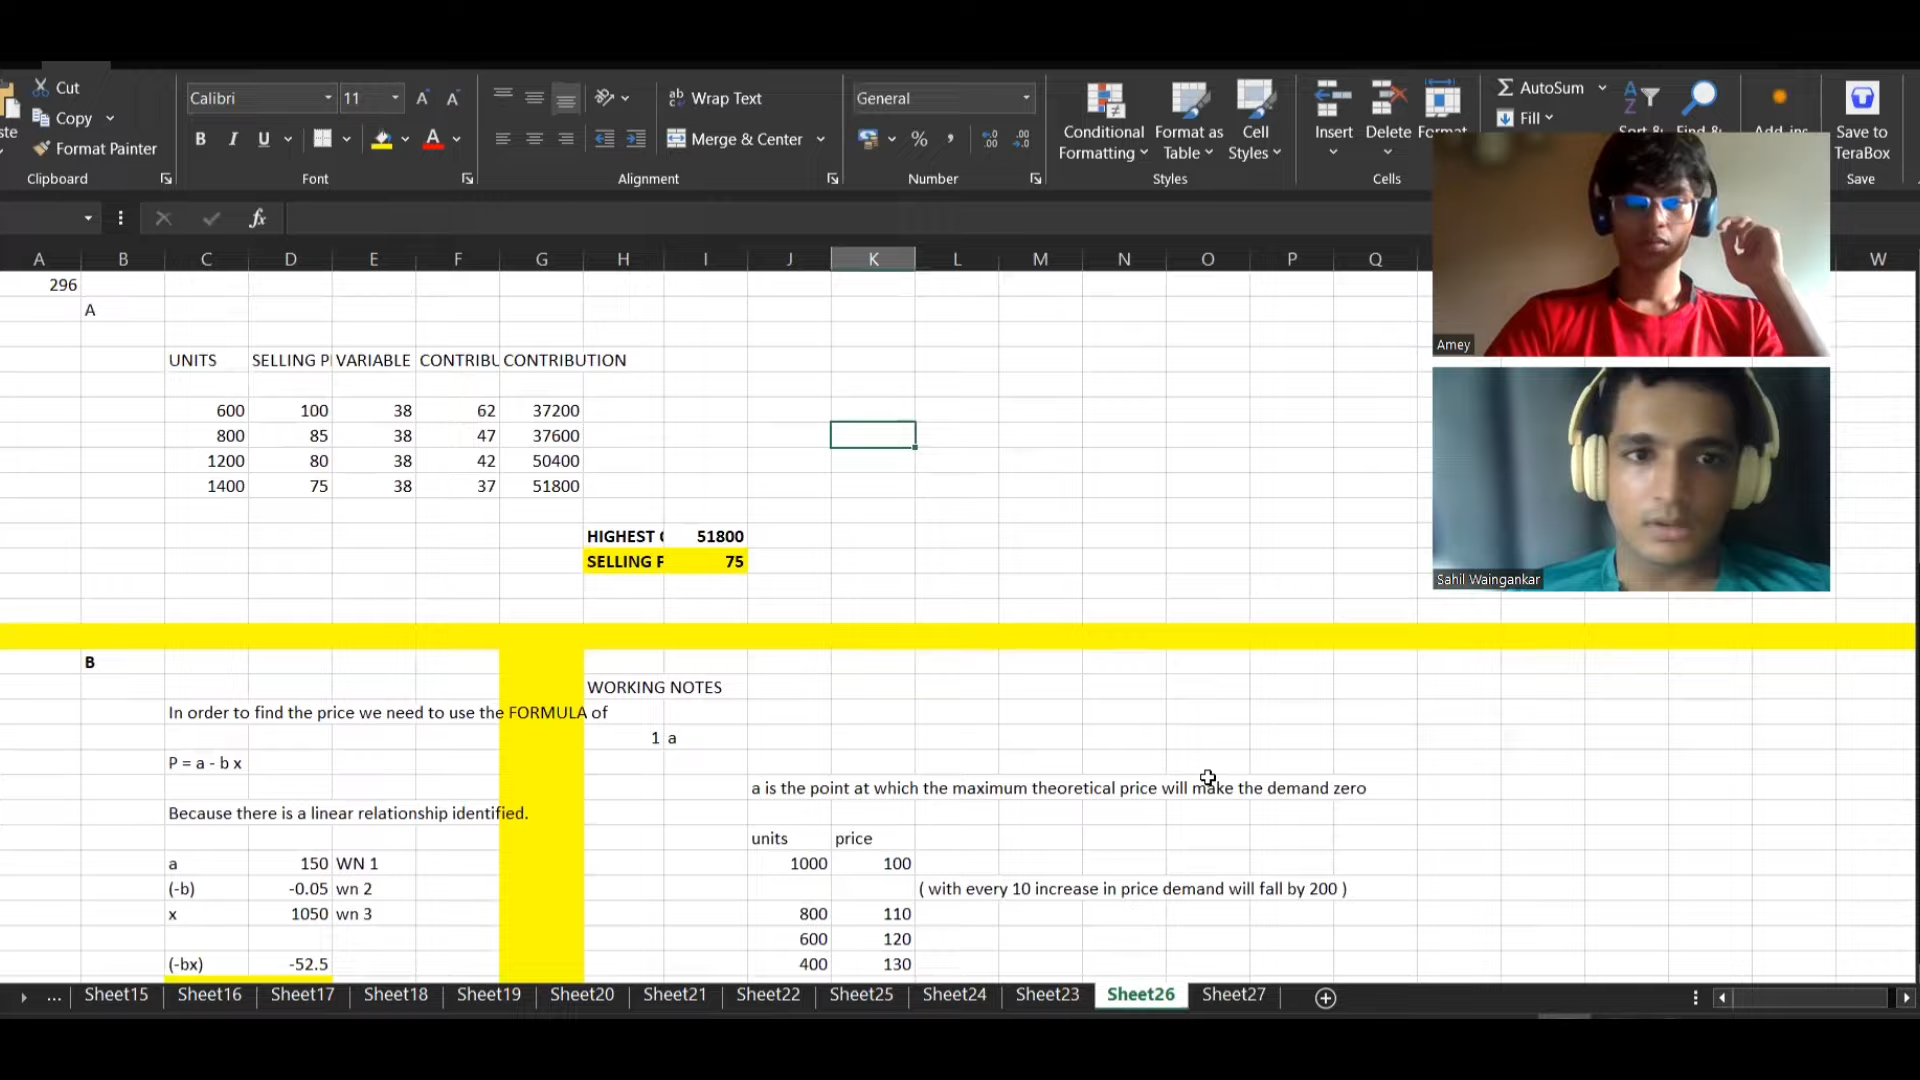 Cut
Copy
Format Painter
Clipboard
Calibri
11
B I U
Font
Wrap Text
Merge & Center
Alignment
General
%
Number
Conditional
Formatting
Format as
Table
Cell
Styles
Styles
Insert
Delete
Format
Cells
AutoSum
Fill
Save to
TeraBox
Save
fx
A B C D E F G H I J K L M N O P Q W
296
A
UNITS SELLING P VARIABLE CONTRIBU CONTRIBUTION
600 100 38 62 37200
800 85 38 47 37600
1200 80 38 42 50400
1400 75 38 37 51800
HIGHEST 51800
SELLING 75
Amey
Sahil Waingankar
B
WORKING NOTES
In order to find the price we need to use the FORMULA of
1 a
P = a - b x
a is the point at which the maximum theoretical price will make the demand zero
Because there is a linear relationship identified.
units price
a 150 WN 1 1000 100
(-b) -0.05 wn 2 ( with every 10 increase in price demand will fall by 200 )
x 1050 wn 3 800 110
600 120
(-bx) -52.5 400 130
... Sheet15 Sheet16 Sheet17 Sheet18 Sheet19 Sheet20 Sheet21 Sheet22 Sheet25 Sheet24 Sheet23 Sheet26 Sheet27